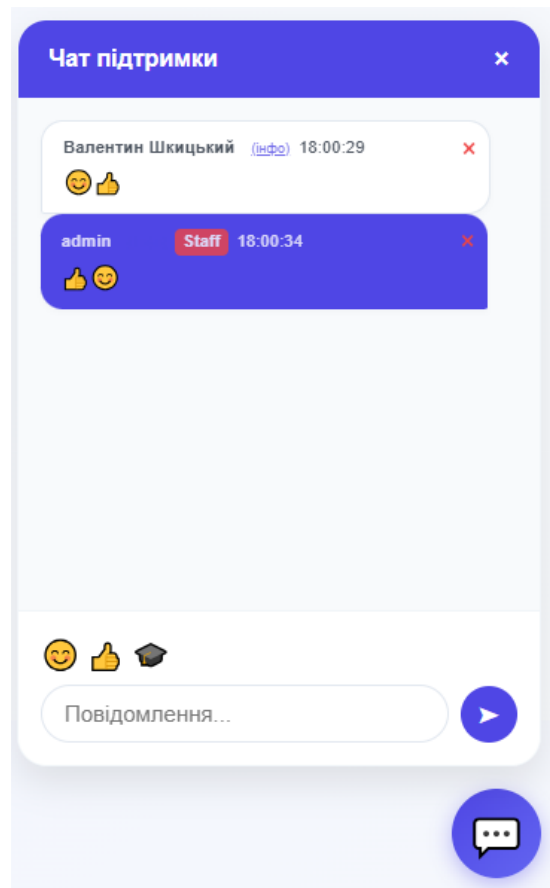 Чат підтримки ×
Валентин Шкицький (інфо) 18:00:29 ×
😊👍
admin Staff 18:00:34 ×
👍😊
😊 👍 🎓
Повідомлення... ➤
💬